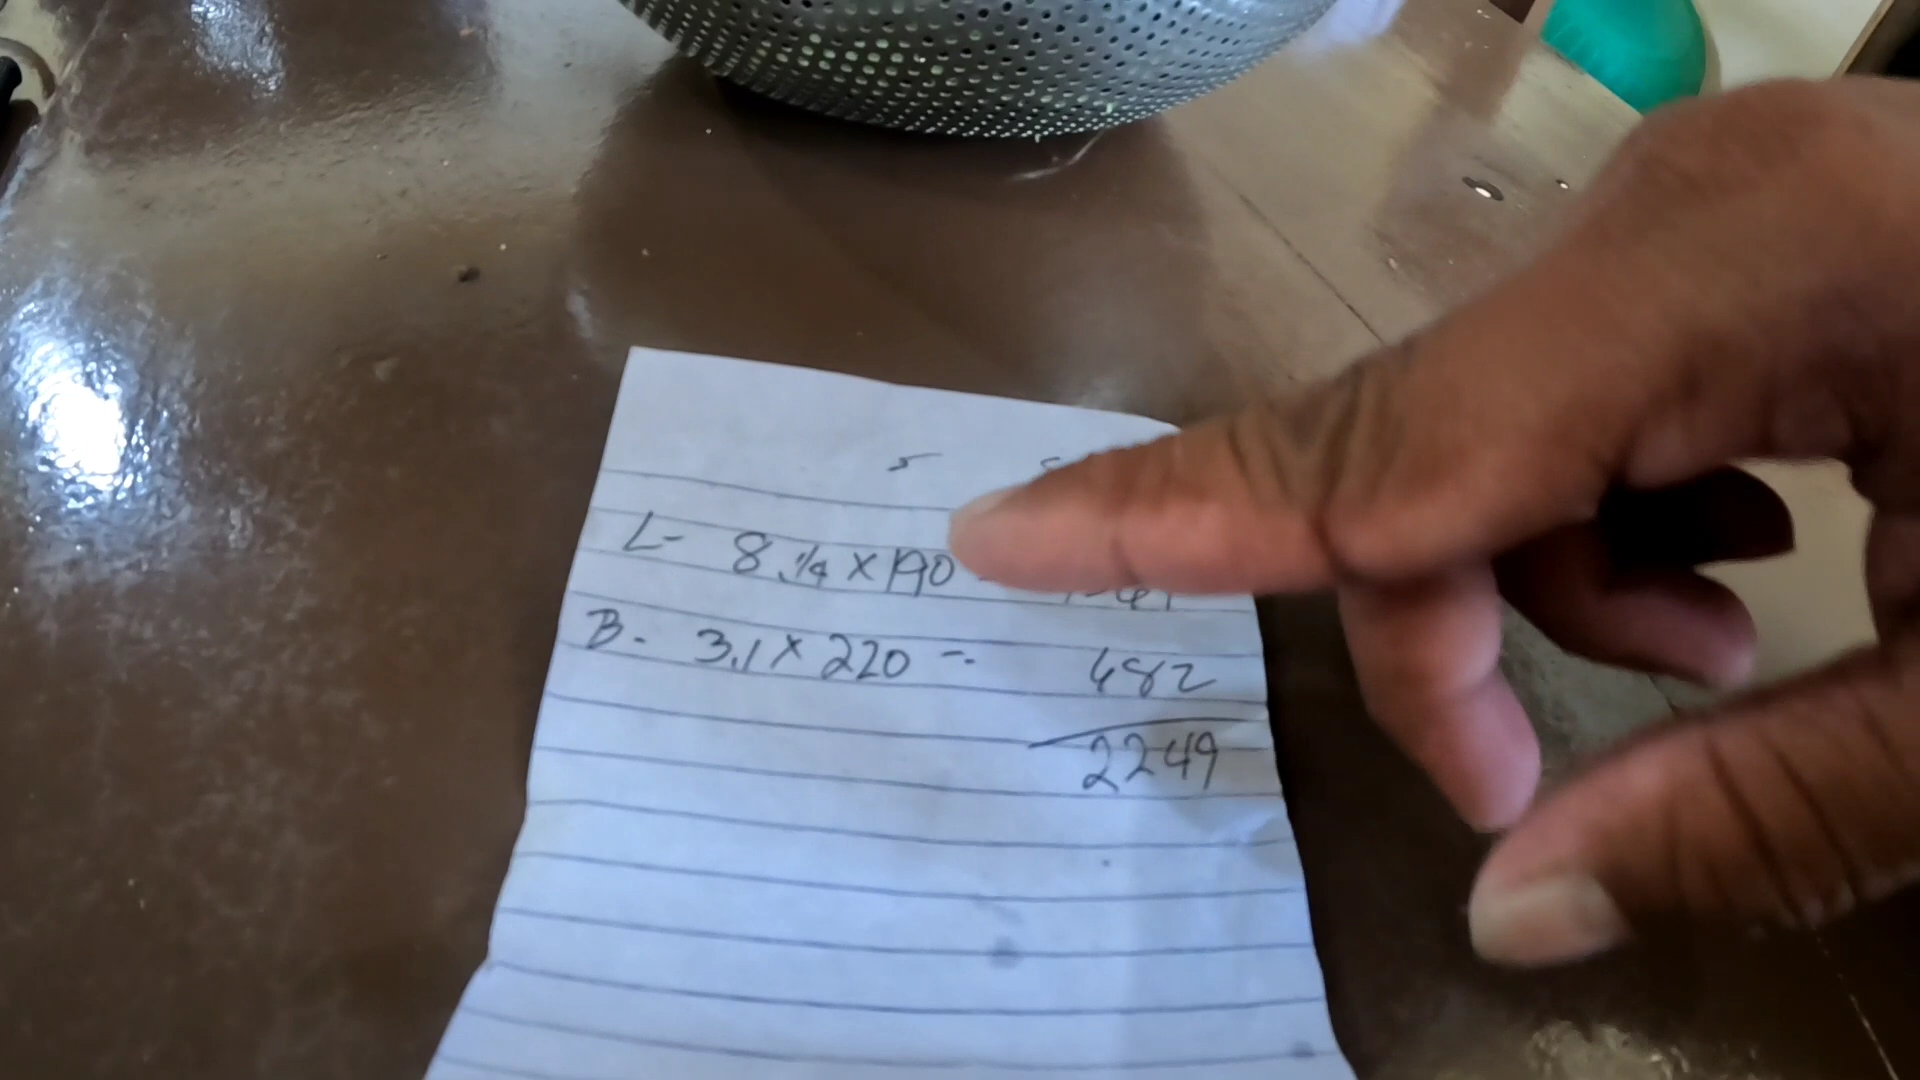 L- 8.1/4 X 190
B- 3.1 X 220 = 482
2249